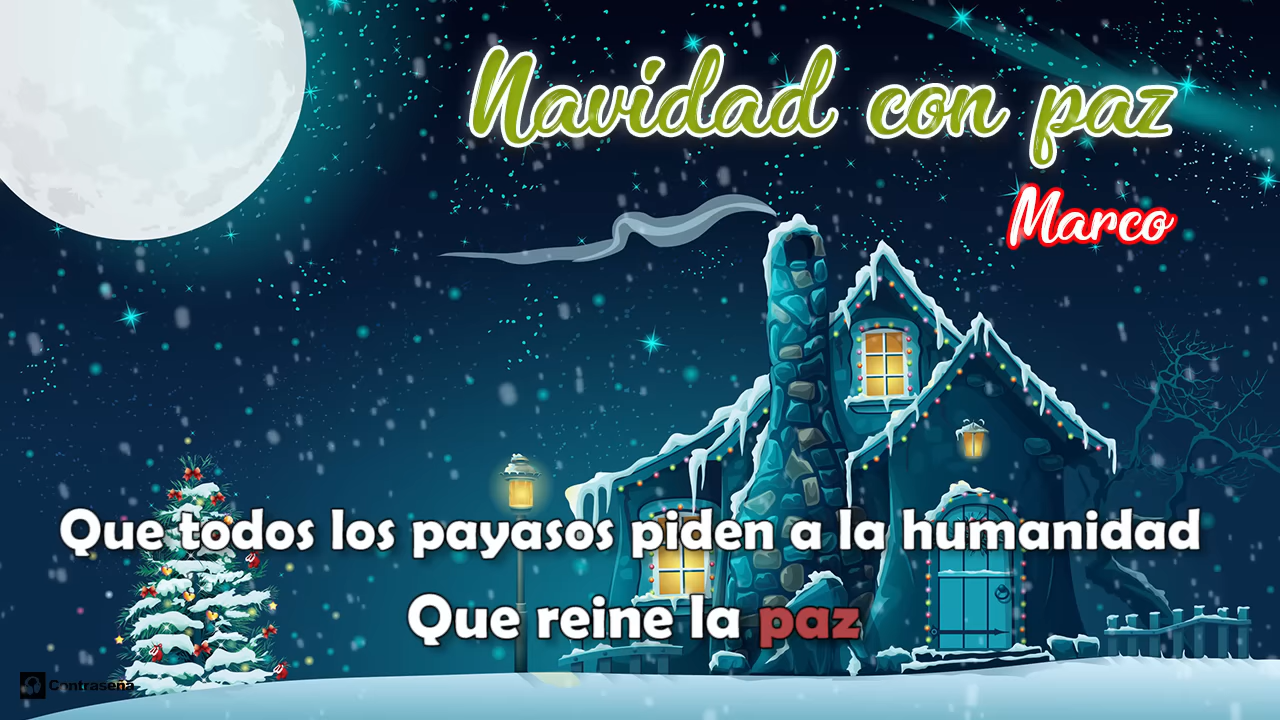 Navidad con paz
Marco
Que todos los payasos piden a la humanidad
Que reine la paz
Contraseña